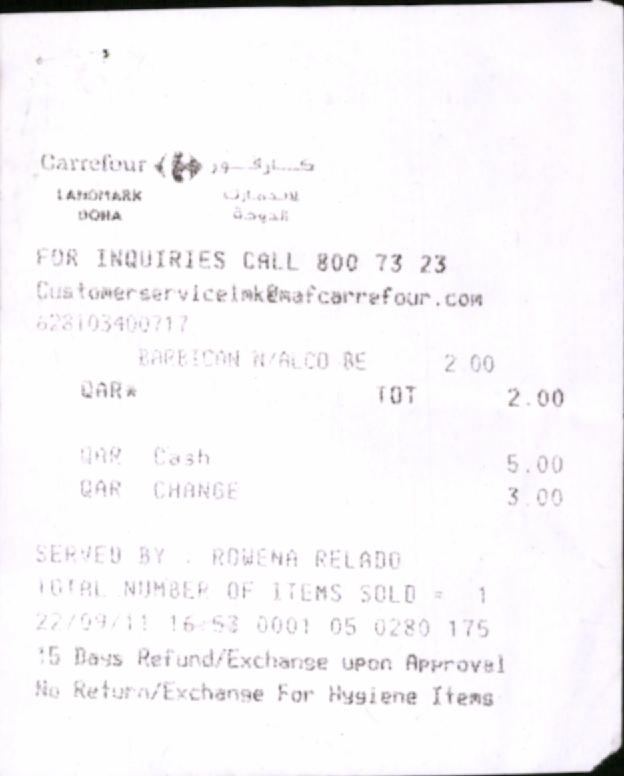 Carrefour كارفور
LANDMARK لاندمارك
DOHA الدوحة
FOR INQUIRIES CALL 800 73 23
Customerservicelmk@mafcarrefour.com
628103400717
BARBICAN N/ALCO BE 2.00
QAR* TOT 2.00
QAR Cash 5.00
QAR CHANGE 3.00
SERVED BY . ROWENA RELADO
TOTAL NUMBER OF ITEMS SOLD = 1
22/09/11 16:53 0001 05 0280 175
15 Days Refund/Exchange upon Approval
No Return/Exchange For Hygiene Items